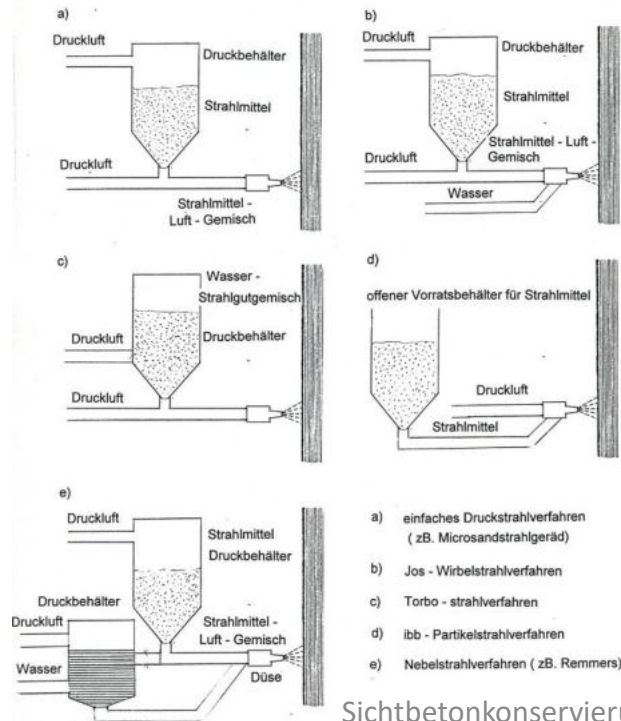 a)
Druckluft
Druckbehälter
Strahlmittel
Druckluft
Strahlmittel -
Luft - Gemisch
b)
Druckluft
Druckbehälter
Strahlmittel
Strahlmittel - Luft -
Gemisch
Druckluft
Wasser
c)
Wasser -
Strahlgutgemisch
Druckluft
Druckbehälter
Druckluft
d)
offener Vorratsbehälter für Strahlmittel
Druckluft
Strahlmittel
e)
Druckluft
Strahlmittel
Druckbehälter
Druckbehälter
Druckluft
Strahlmittel -
Luft - Gemisch
Wasser
Düse
a) einfaches Druckstrahlverfahren
( zB. Microsandstrahlgeräd)
b) Jos - Wirbelstrahlverfahren
c) Torbo - strahlverfahren
d) ibb - Partikelstrahlverfahren
e) Nebelstrahlverfahren ( zB. Remmers)